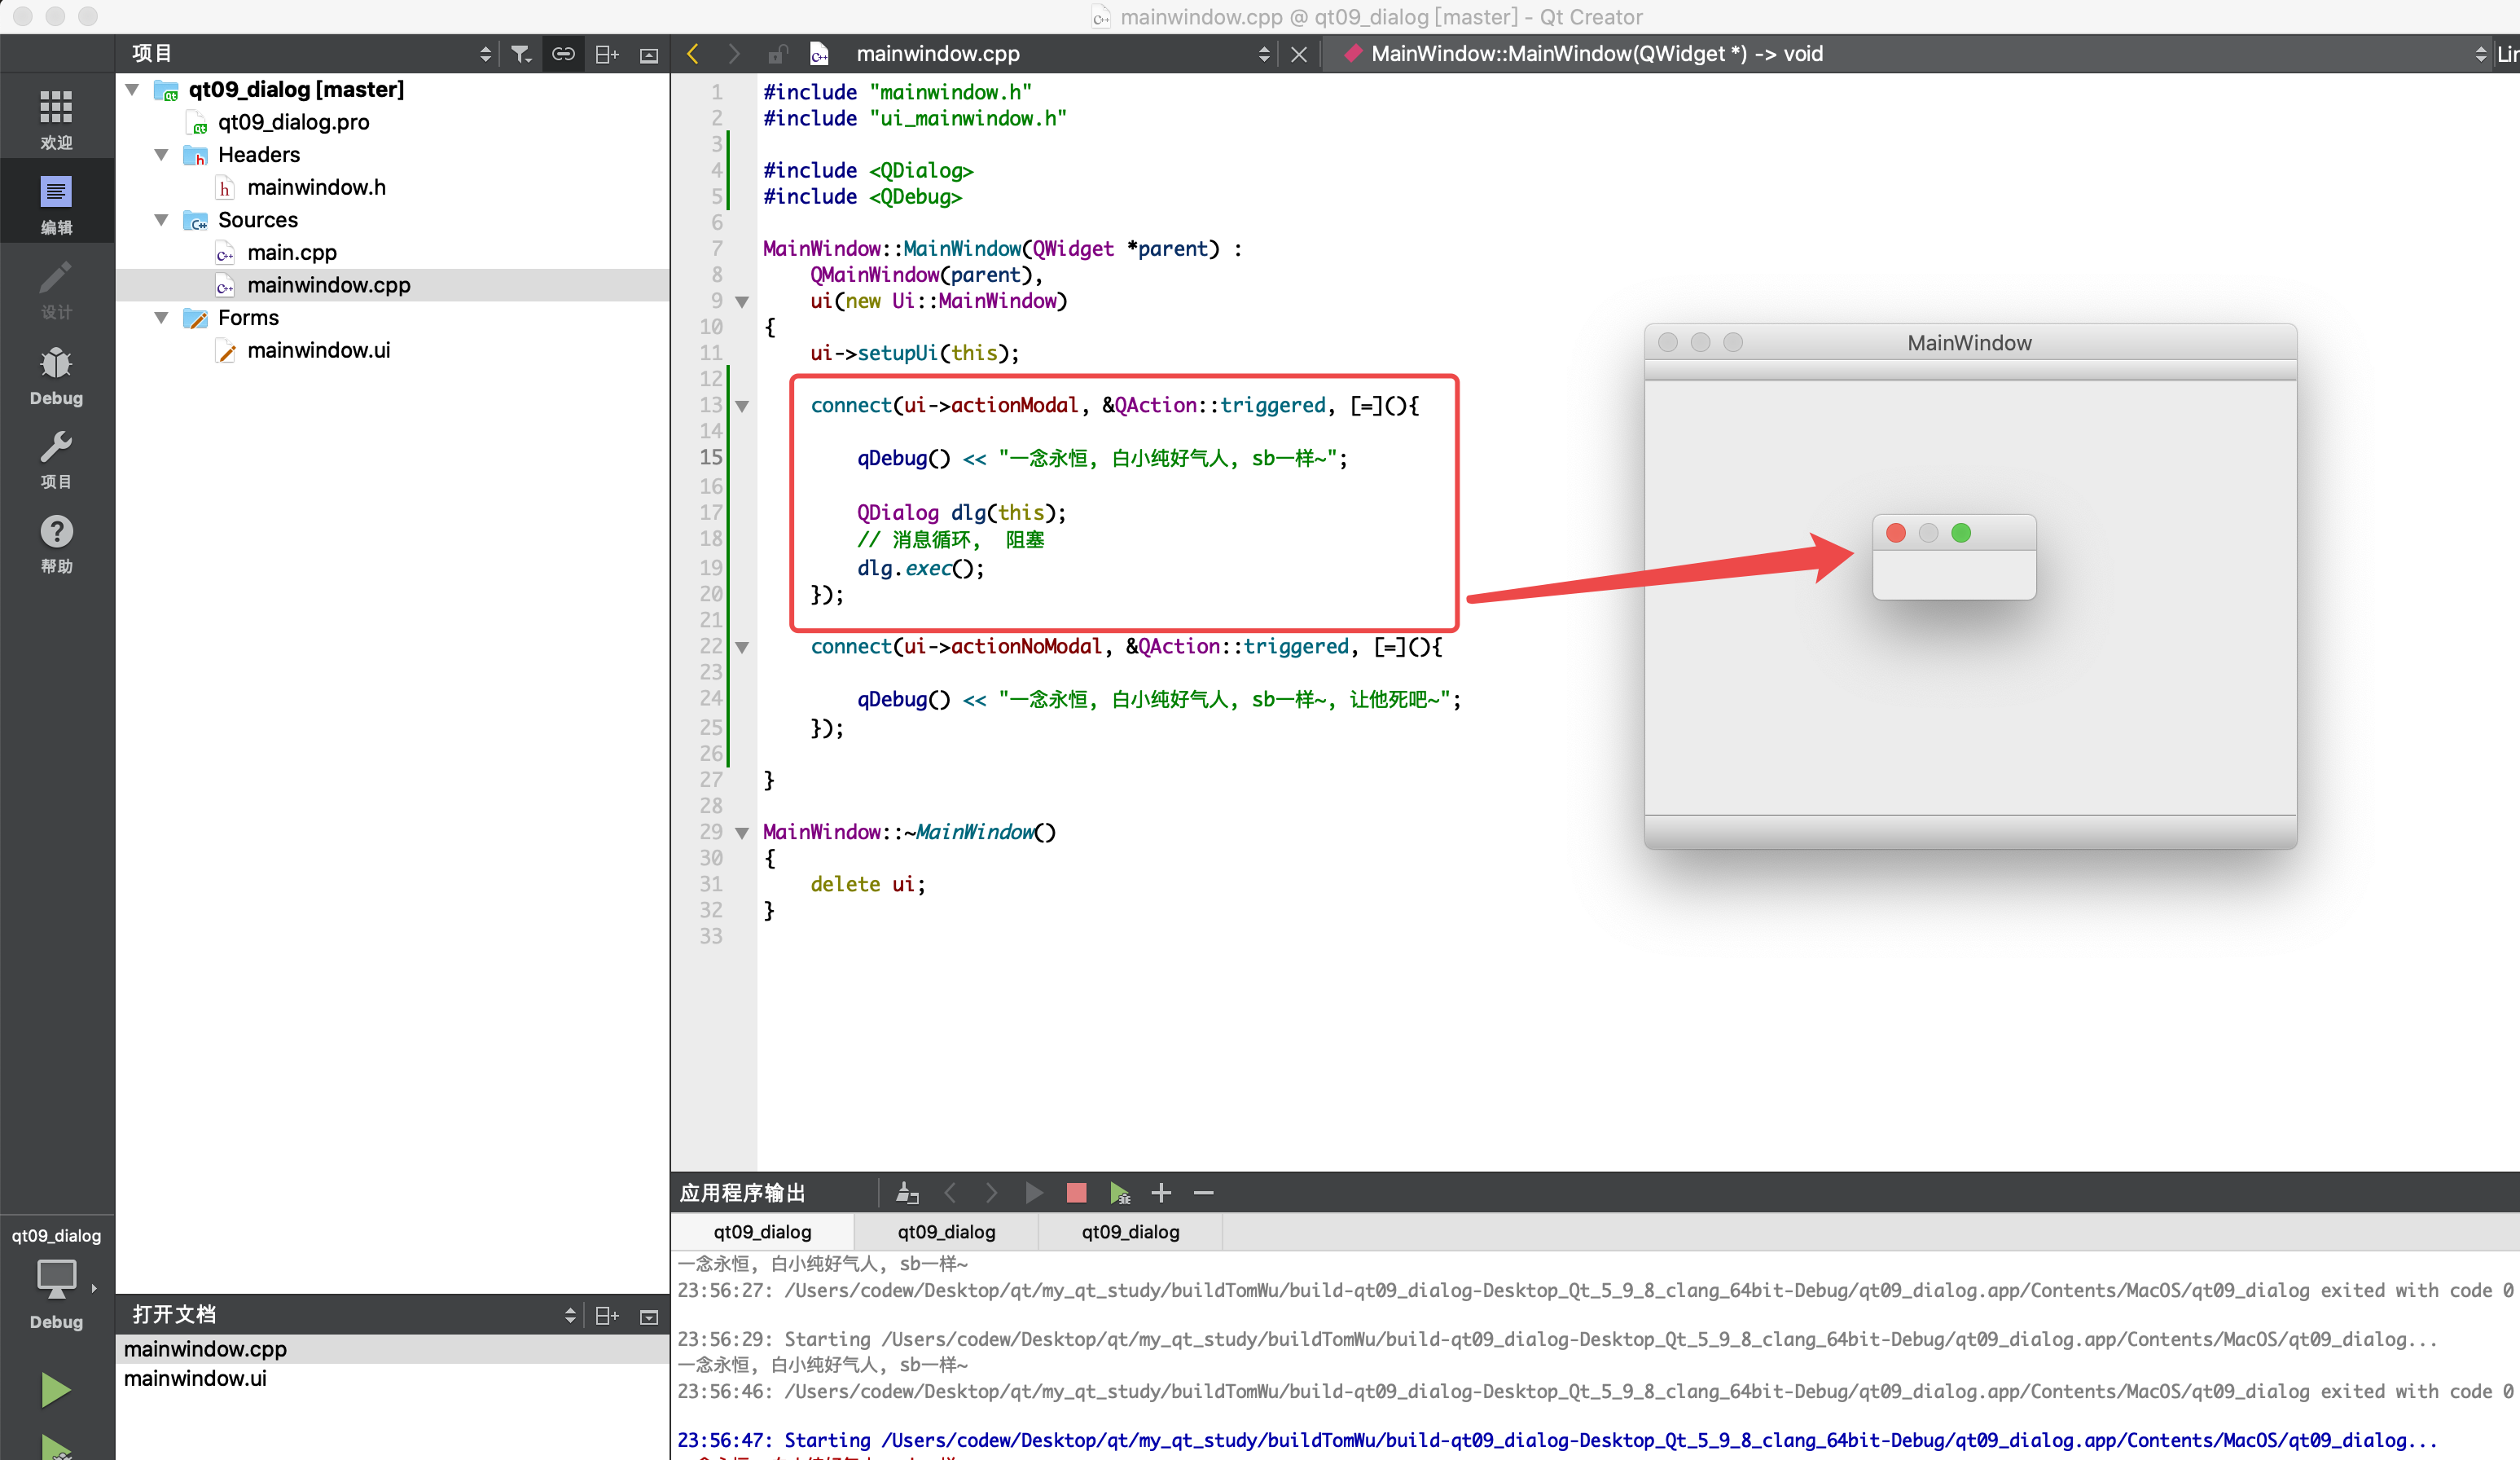 mainwindow.cpp @ qt09_dialog [master] - Qt Creator
项目
mainwindow.cpp
MainWindow::MainWindow(QWidget *) -> void
欢迎
编辑
设计
Debug
项目
帮助
qt09_dialog [master]
qt09_dialog.pro
Headers
mainwindow.h
Sources
main.cpp
mainwindow.cpp
Forms
mainwindow.ui
1 #include "mainwindow.h"
2 #include "ui_mainwindow.h"
3
4 #include <QDialog>
5 #include <QDebug>
6
7 MainWindow::MainWindow(QWidget *parent) :
8 QMainWindow(parent),
9 ui(new Ui::MainWindow)
10 {
11 ui->setupUi(this);
12
13 connect(ui->actionModal, &QAction::triggered, [=](){
14
15 qDebug() << "一念永恒, 白小纯好气人, sb一样~";
16
17 QDialog dlg(this);
18 // 消息循环, 阻塞
19 dlg.exec();
20 });
21
22 connect(ui->actionNoModal, &QAction::triggered, [=](){
23
24 qDebug() << "一念永恒, 白小纯好气人, sb一样~, 让他死吧~";
25 });
26
27 }
28
29 MainWindow::~MainWindow()
30 {
31 delete ui;
32 }
33
MainWindow
应用程序输出
qt09_dialog qt09_dialog qt09_dialog
一念永恒, 白小纯好气人, sb一样~
23:56:27: /Users/codew/Desktop/qt/my_qt_study/buildTomWu/build-qt09_dialog-Desktop_Qt_5_9_8_clang_64bit-Debug/qt09_dialog.app/Contents/MacOS/qt09_dialog exited with code 0
23:56:29: Starting /Users/codew/Desktop/qt/my_qt_study/buildTomWu/build-qt09_dialog-Desktop_Qt_5_9_8_clang_64bit-Debug/qt09_dialog.app/Contents/MacOS/qt09_dialog...
一念永恒, 白小纯好气人, sb一样~
23:56:46: /Users/codew/Desktop/qt/my_qt_study/buildTomWu/build-qt09_dialog-Desktop_Qt_5_9_8_clang_64bit-Debug/qt09_dialog.app/Contents/MacOS/qt09_dialog exited with code 0
23:56:47: Starting /Users/codew/Desktop/qt/my_qt_study/buildTomWu/build-qt09_dialog-Desktop_Qt_5_9_8_clang_64bit-Debug/qt09_dialog.app/Contents/MacOS/qt09_dialog...
qt09_dialog
Debug
打开文档
mainwindow.cpp
mainwindow.ui